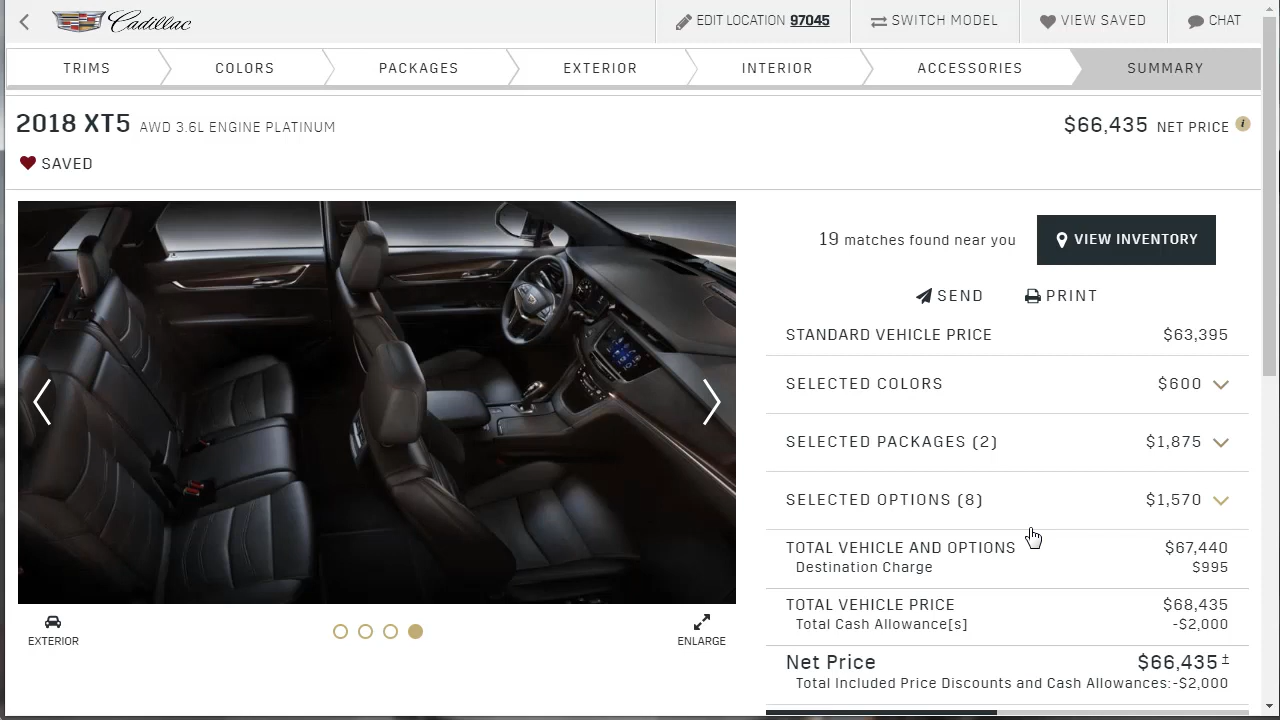 Cadillac
EDIT LOCATION 97045
SWITCH MODEL
VIEW SAVED
CHAT
TRIMS
COLORS
PACKAGES
EXTERIOR
INTERIOR
ACCESSORIES
SUMMARY
2018 XT5 AWD 3.6L ENGINE PLATINUM
$66,435 NET PRICE i
SAVED
19 matches found near you
VIEW INVENTORY
SEND
PRINT
STANDARD VEHICLE PRICE $63,395
SELECTED COLORS $600
SELECTED PACKAGES (2) $1,875
SELECTED OPTIONS (8) $1,570
TOTAL VEHICLE AND OPTIONS $67,440
Destination Charge $995
TOTAL VEHICLE PRICE $68,435
Total Cash Allowance[s] -$2,000
Net Price $66,435±
Total Included Price Discounts and Cash Allowances:-$2,000
EXTERIOR
ENLARGE